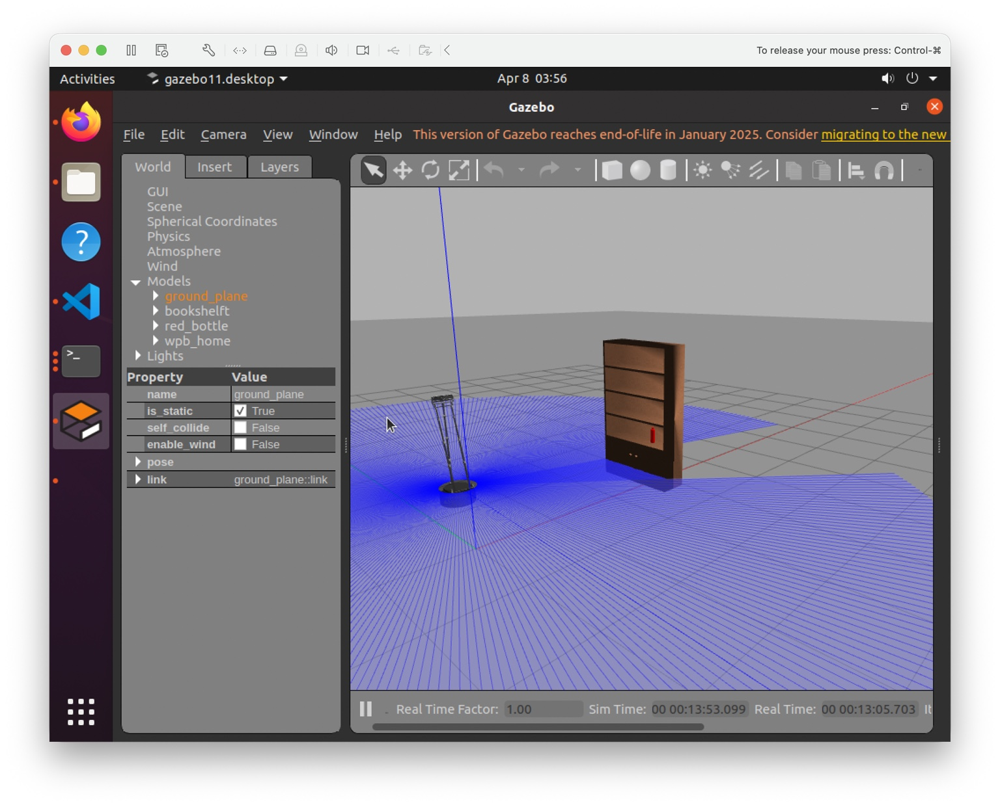 To release your mouse press: Control-⌘
Activities gazebo11.desktop Apr 8 03:56
Gazebo
File Edit Camera View Window Help This version of Gazebo reaches end-of-life in January 2025. Consider migrating to the new
World Insert Layers
GUI
Scene
Spherical Coordinates
Physics
Atmosphere
Wind
Models
ground_plane
bookshelft
red_bottle
wpb_home
Lights
Property Value
name ground_plane
is_static True
self_collide False
enable_wind False
pose
link ground_plane::link
Real Time Factor: 1.00 Sim Time: 00 00:13:53.099 Real Time: 00 00:13:05.703 It